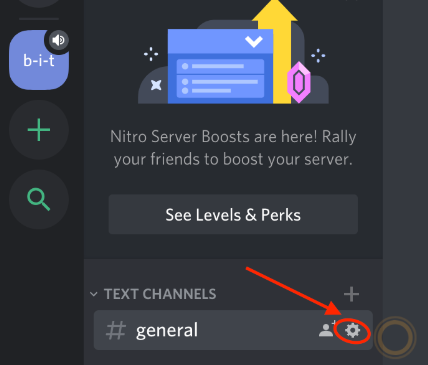 b-i-t
Nitro Server Boosts are here! Rally
your friends to boost your server.
See Levels & Perks
TEXT CHANNELS
# general